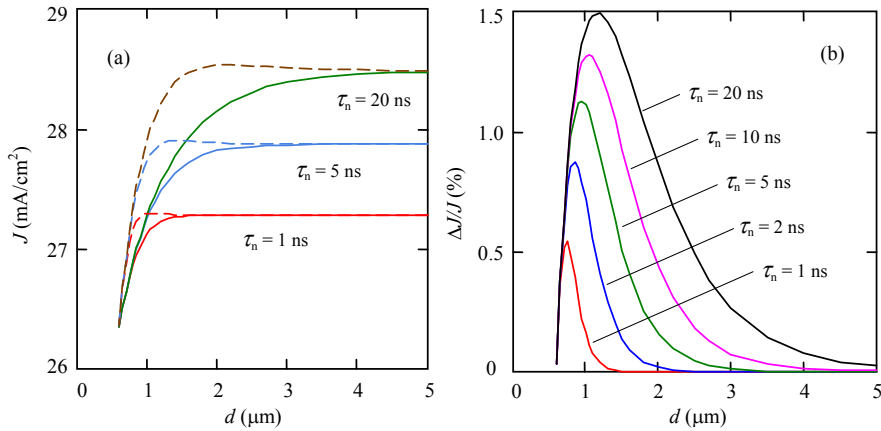 (a)
J (mA/cm²)
29
28
27
26
τn = 20 ns
τn = 5 ns
τn = 1 ns
0 1 2 3 4 5
d (μm)
(b)
ΔJ/J (%)
1.5
1.0
0.5
0
τn = 20 ns
τn = 10 ns
τn = 5 ns
τn = 2 ns
τn = 1 ns
0 1 2 3 4 5
d (μm)